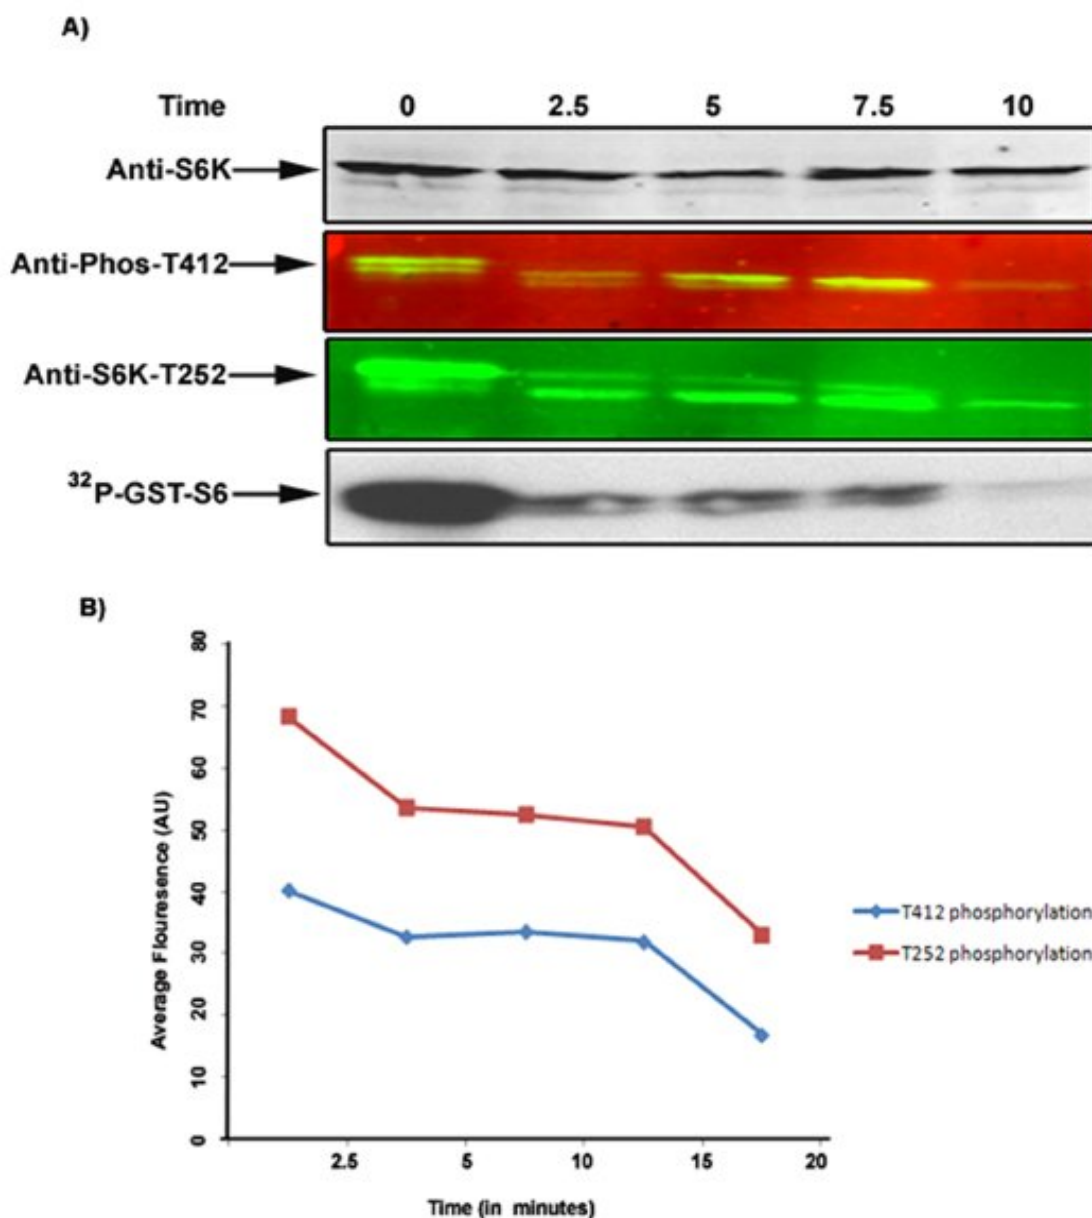 A)
Time 0 2.5 5 7.5 10
Anti-S6K
Anti-Phos-T412
Anti-S6K-T252
³²P-GST-S6
B)
80
70
60
50
40
30
20
10
0
Average Flouresence (AU)
2.5 5 10 15 20
Time (in minutes)
T412 phosphorylation
T252 phosphorylation